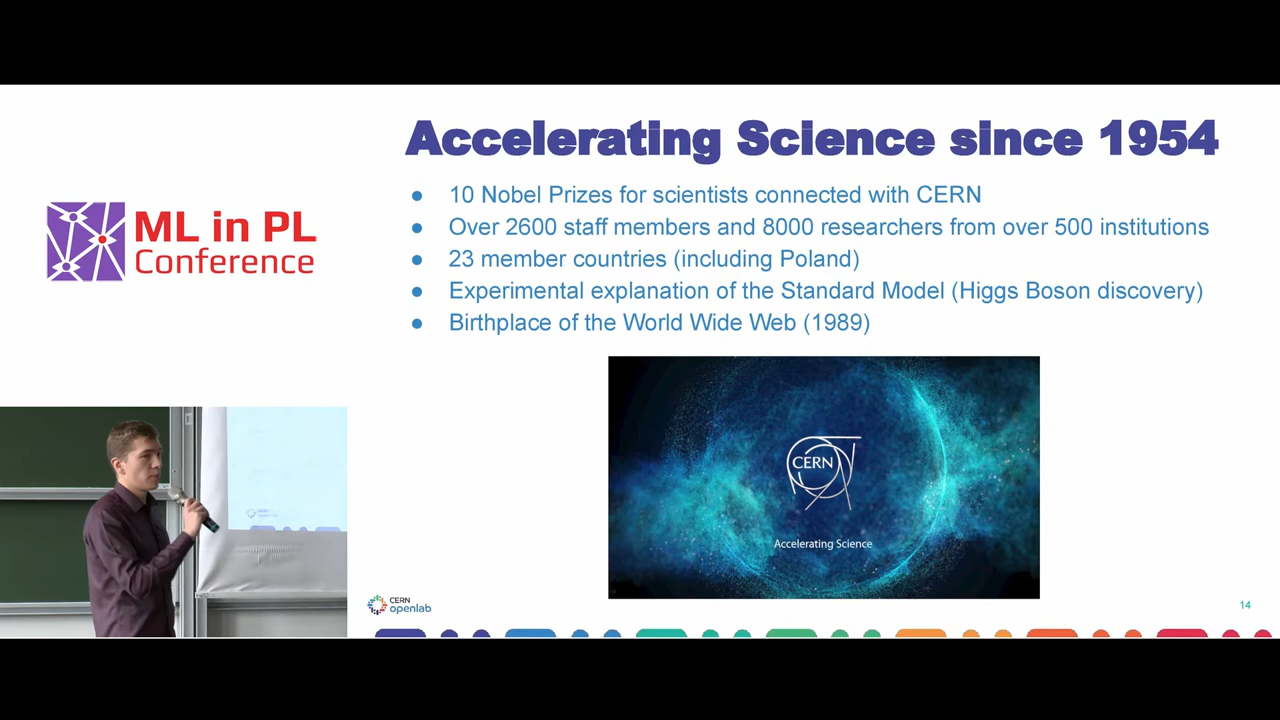 Accelerating Science since 1954
● 10 Nobel Prizes for scientists connected with CERN
● Over 2600 staff members and 8000 researchers from over 500 institutions
● 23 member countries (including Poland)
● Experimental explanation of the Standard Model (Higgs Boson discovery)
● Birthplace of the World Wide Web (1989)
ML in PL
Conference
CERN
Accelerating Science
CERN
openlab
14